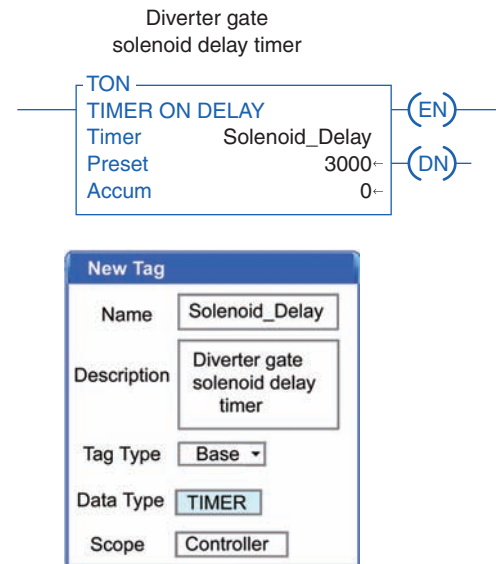 Diverter gate
solenoid delay timer
TON
TIMER ON DELAY
Timer Solenoid_Delay
Preset 3000←
Accum 0←
EN
DN
New Tag
Name Solenoid_Delay
Description Diverter gate
solenoid delay
timer
Tag Type Base
Data Type TIMER
Scope Controller